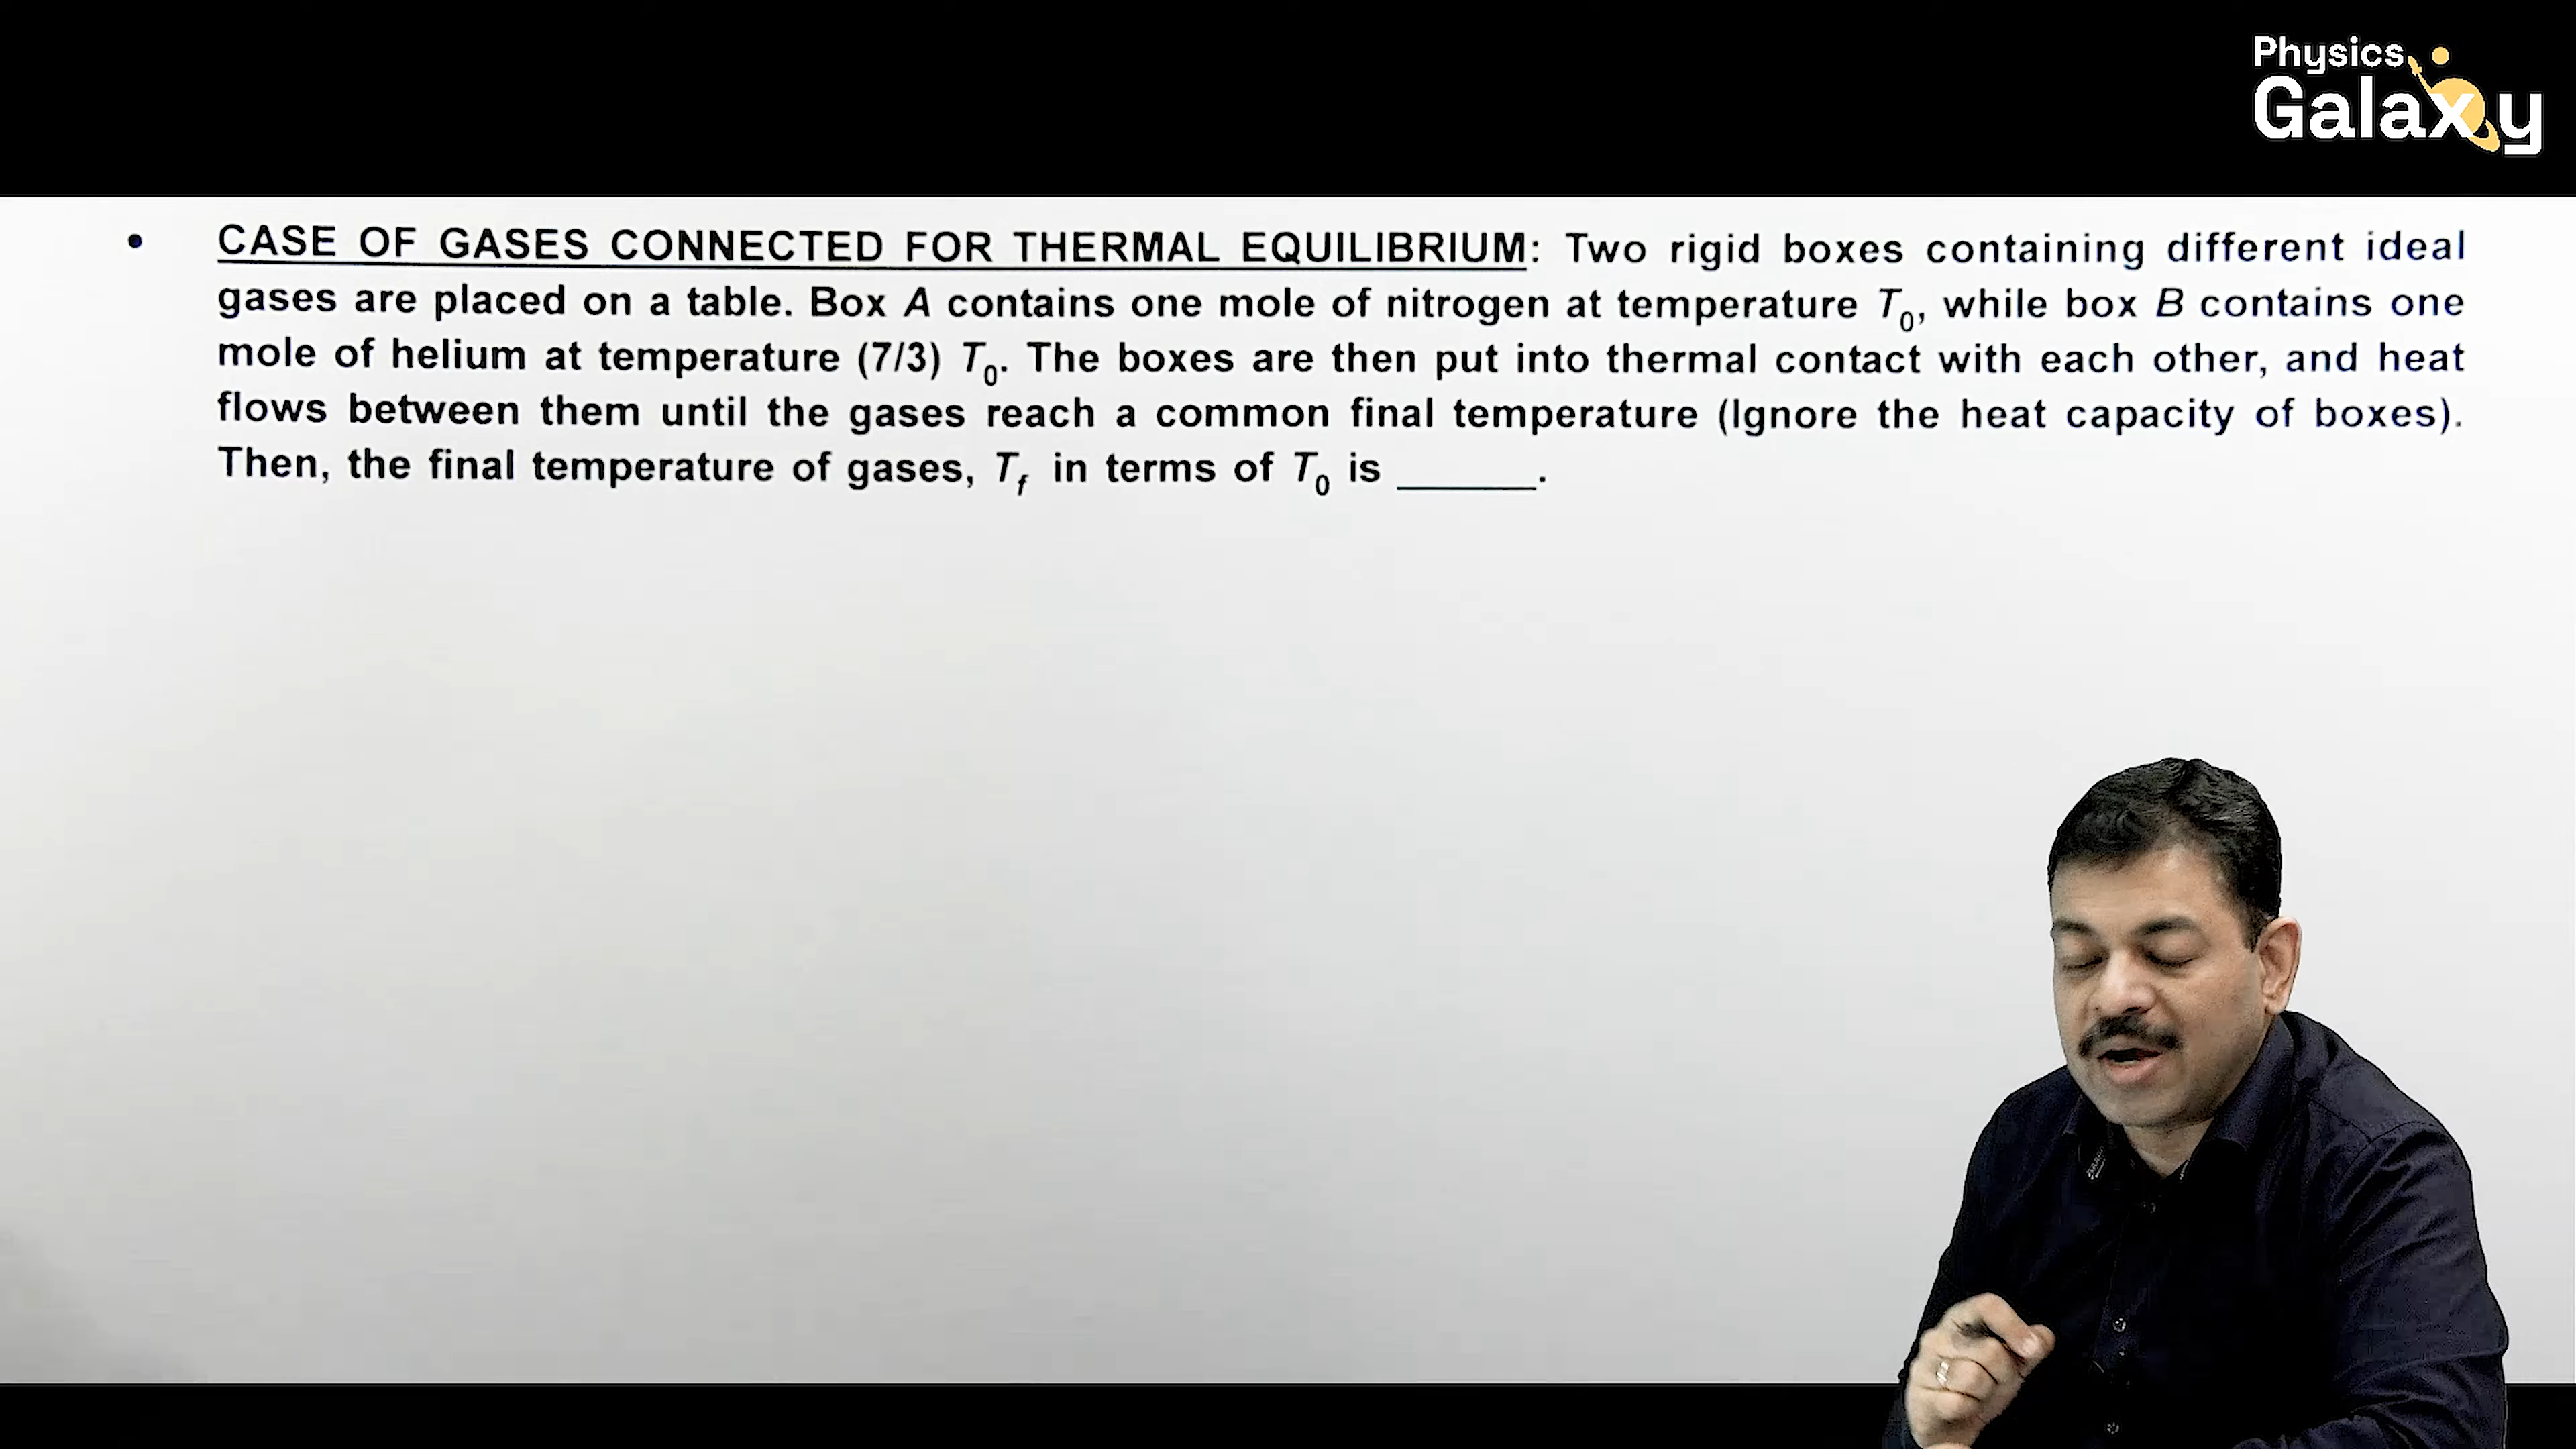 Physics
Galaxy
• CASE OF GASES CONNECTED FOR THERMAL EQUILIBRIUM: Two rigid boxes containing different ideal
gases are placed on a table. Box A contains one mole of nitrogen at temperature T₀, while box B contains one
mole of helium at temperature (7/3) T₀. The boxes are then put into thermal contact with each other, and heat
flows between them until the gases reach a common final temperature (Ignore the heat capacity of boxes).
Then, the final temperature of gases, T_f in terms of T₀ is ______.